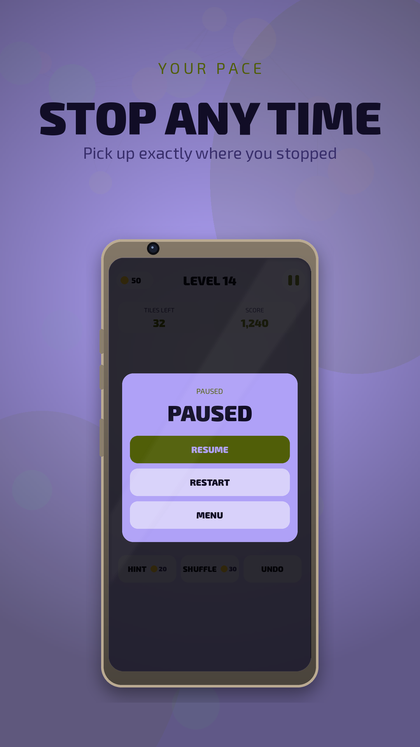 YOUR PACE
STOP ANY TIME
Pick up exactly where you stopped
50 LEVEL 14
TILES LEFT SCORE
32 1,240
PAUSED
PAUSED
RESUME
RESTART
MENU
HINT 20 SHUFFLE 30 UNDO